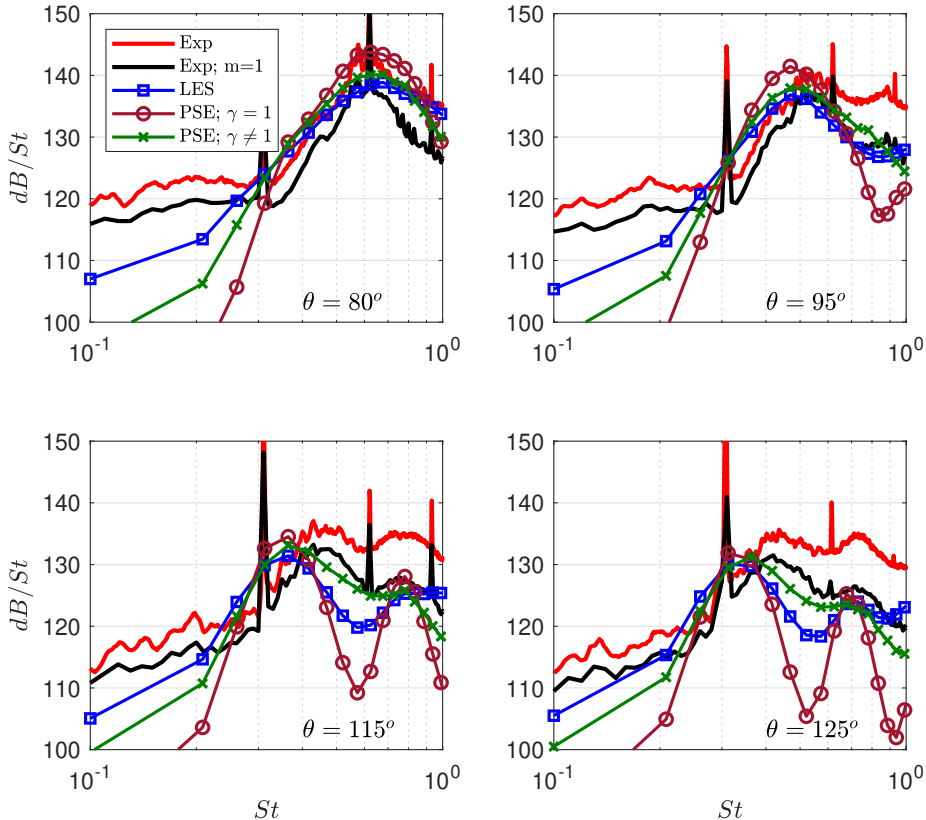 150
140
130
120
110
100
dB/St
Exp
Exp; m=1
LES
PSE; γ = 1
PSE; γ ≠ 1
θ = 80°
10⁻¹
10⁰
150
140
130
120
110
100
θ = 95°
10⁻¹
10⁰
150
140
130
120
110
100
dB/St
θ = 115°
10⁻¹
10⁰
St
150
140
130
120
110
100
θ = 125°
10⁻¹
10⁰
St